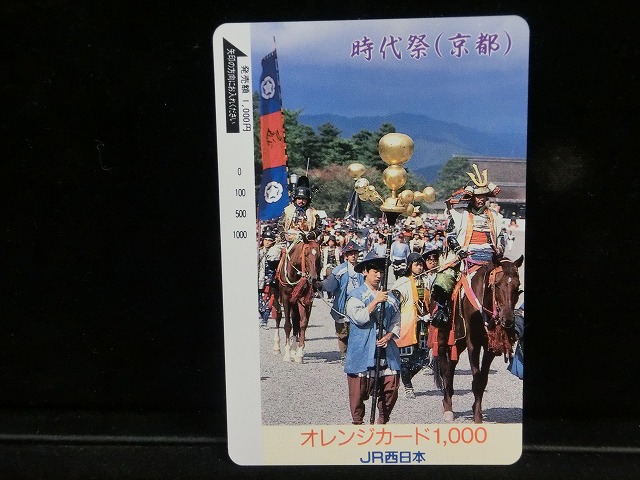 時代祭(京都)
矢印の方向にお入れください
発売額 1,000円
0
100
500
1000
オレンジカード1,000
JR西日本